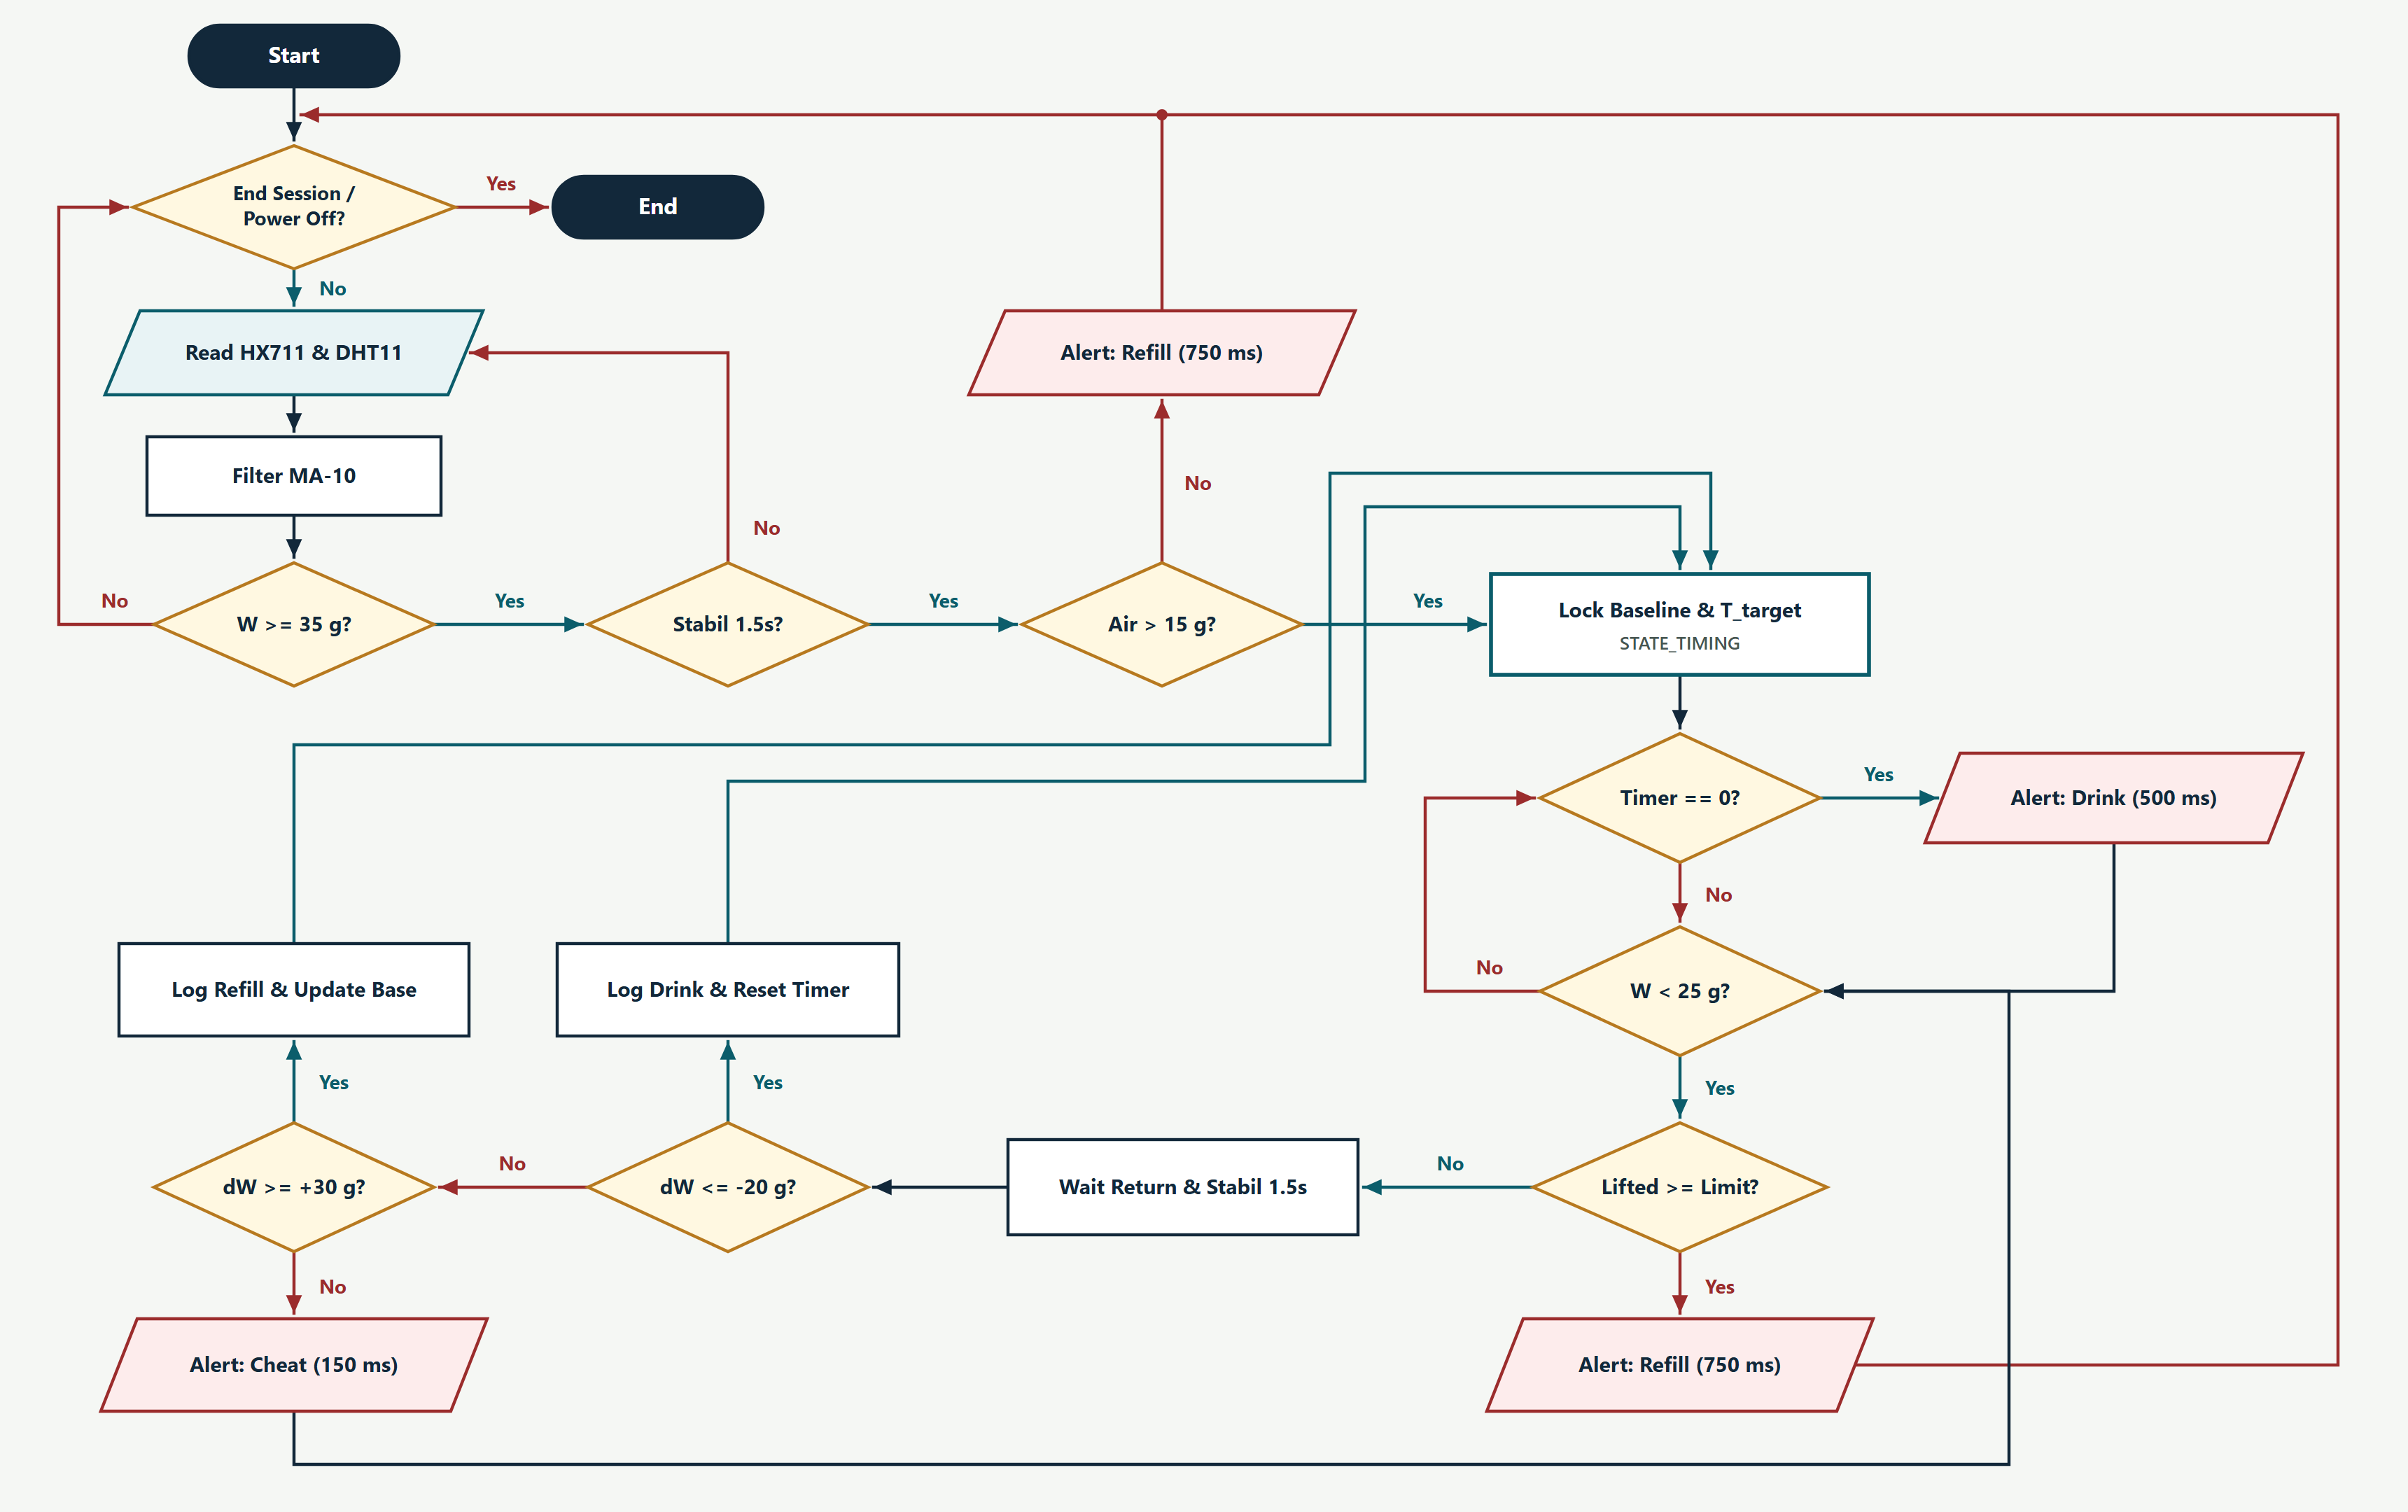 Start
End Session /
Power Off?
Yes
End
No
Read HX711 & DHT11
Alert: Refill (750 ms)
Filter MA-10
No
No
W >= 35 g?
No
Yes
Stabil 1.5s?
Yes
Air > 15 g?
Yes
Lock Baseline & T_target
STATE_TIMING
Timer == 0?
Yes
Alert: Drink (500 ms)
No
Log Refill & Update Base
Log Drink & Reset Timer
No
W < 25 g?
Yes
Yes
Yes
dW >= +30 g?
No
dW <= -20 g?
Wait Return & Stabil 1.5s
No
Lifted >= Limit?
No
Yes
Alert: Cheat (150 ms)
Alert: Refill (750 ms)